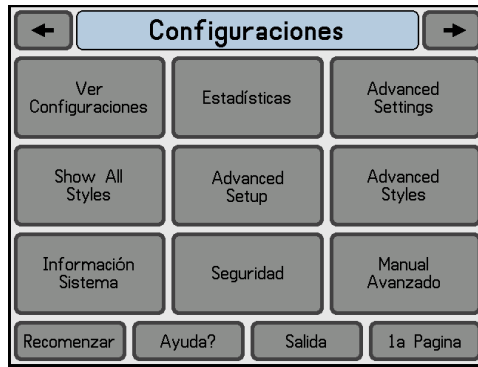 Configuraciones
Ver
Configuraciones
Estadísticas
Advanced
Settings
Show All
Styles
Advanced
Setup
Advanced
Styles
Información
Sistema
Seguridad
Manual
Avanzado
Recomenzar
Ayuda?
Salida
1a Pagina